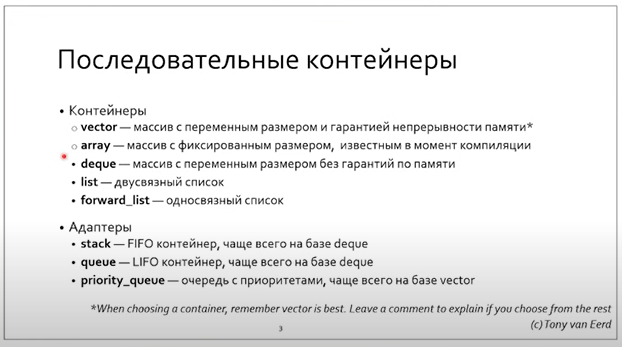 Последовательные контейнеры
• Контейнеры
○ vector — массив с переменным размером и гарантией непрерывности памяти*
○ array — массив с фиксированным размером, известным в момент компиляции
• deque — массив с переменным размером без гарантий по памяти
• list — двусвязный список
• forward_list — односвязный список
• Адаптеры
• stack — FIFO контейнер, чаще всего на базе deque
• queue — LIFO контейнер, чаще всего на базе deque
• priority_queue — очередь с приоритетами, чаще всего на базе vector
*When choosing a container, remember vector is best. Leave a comment to explain if you choose from the rest
(c) Tony van Eerd
3